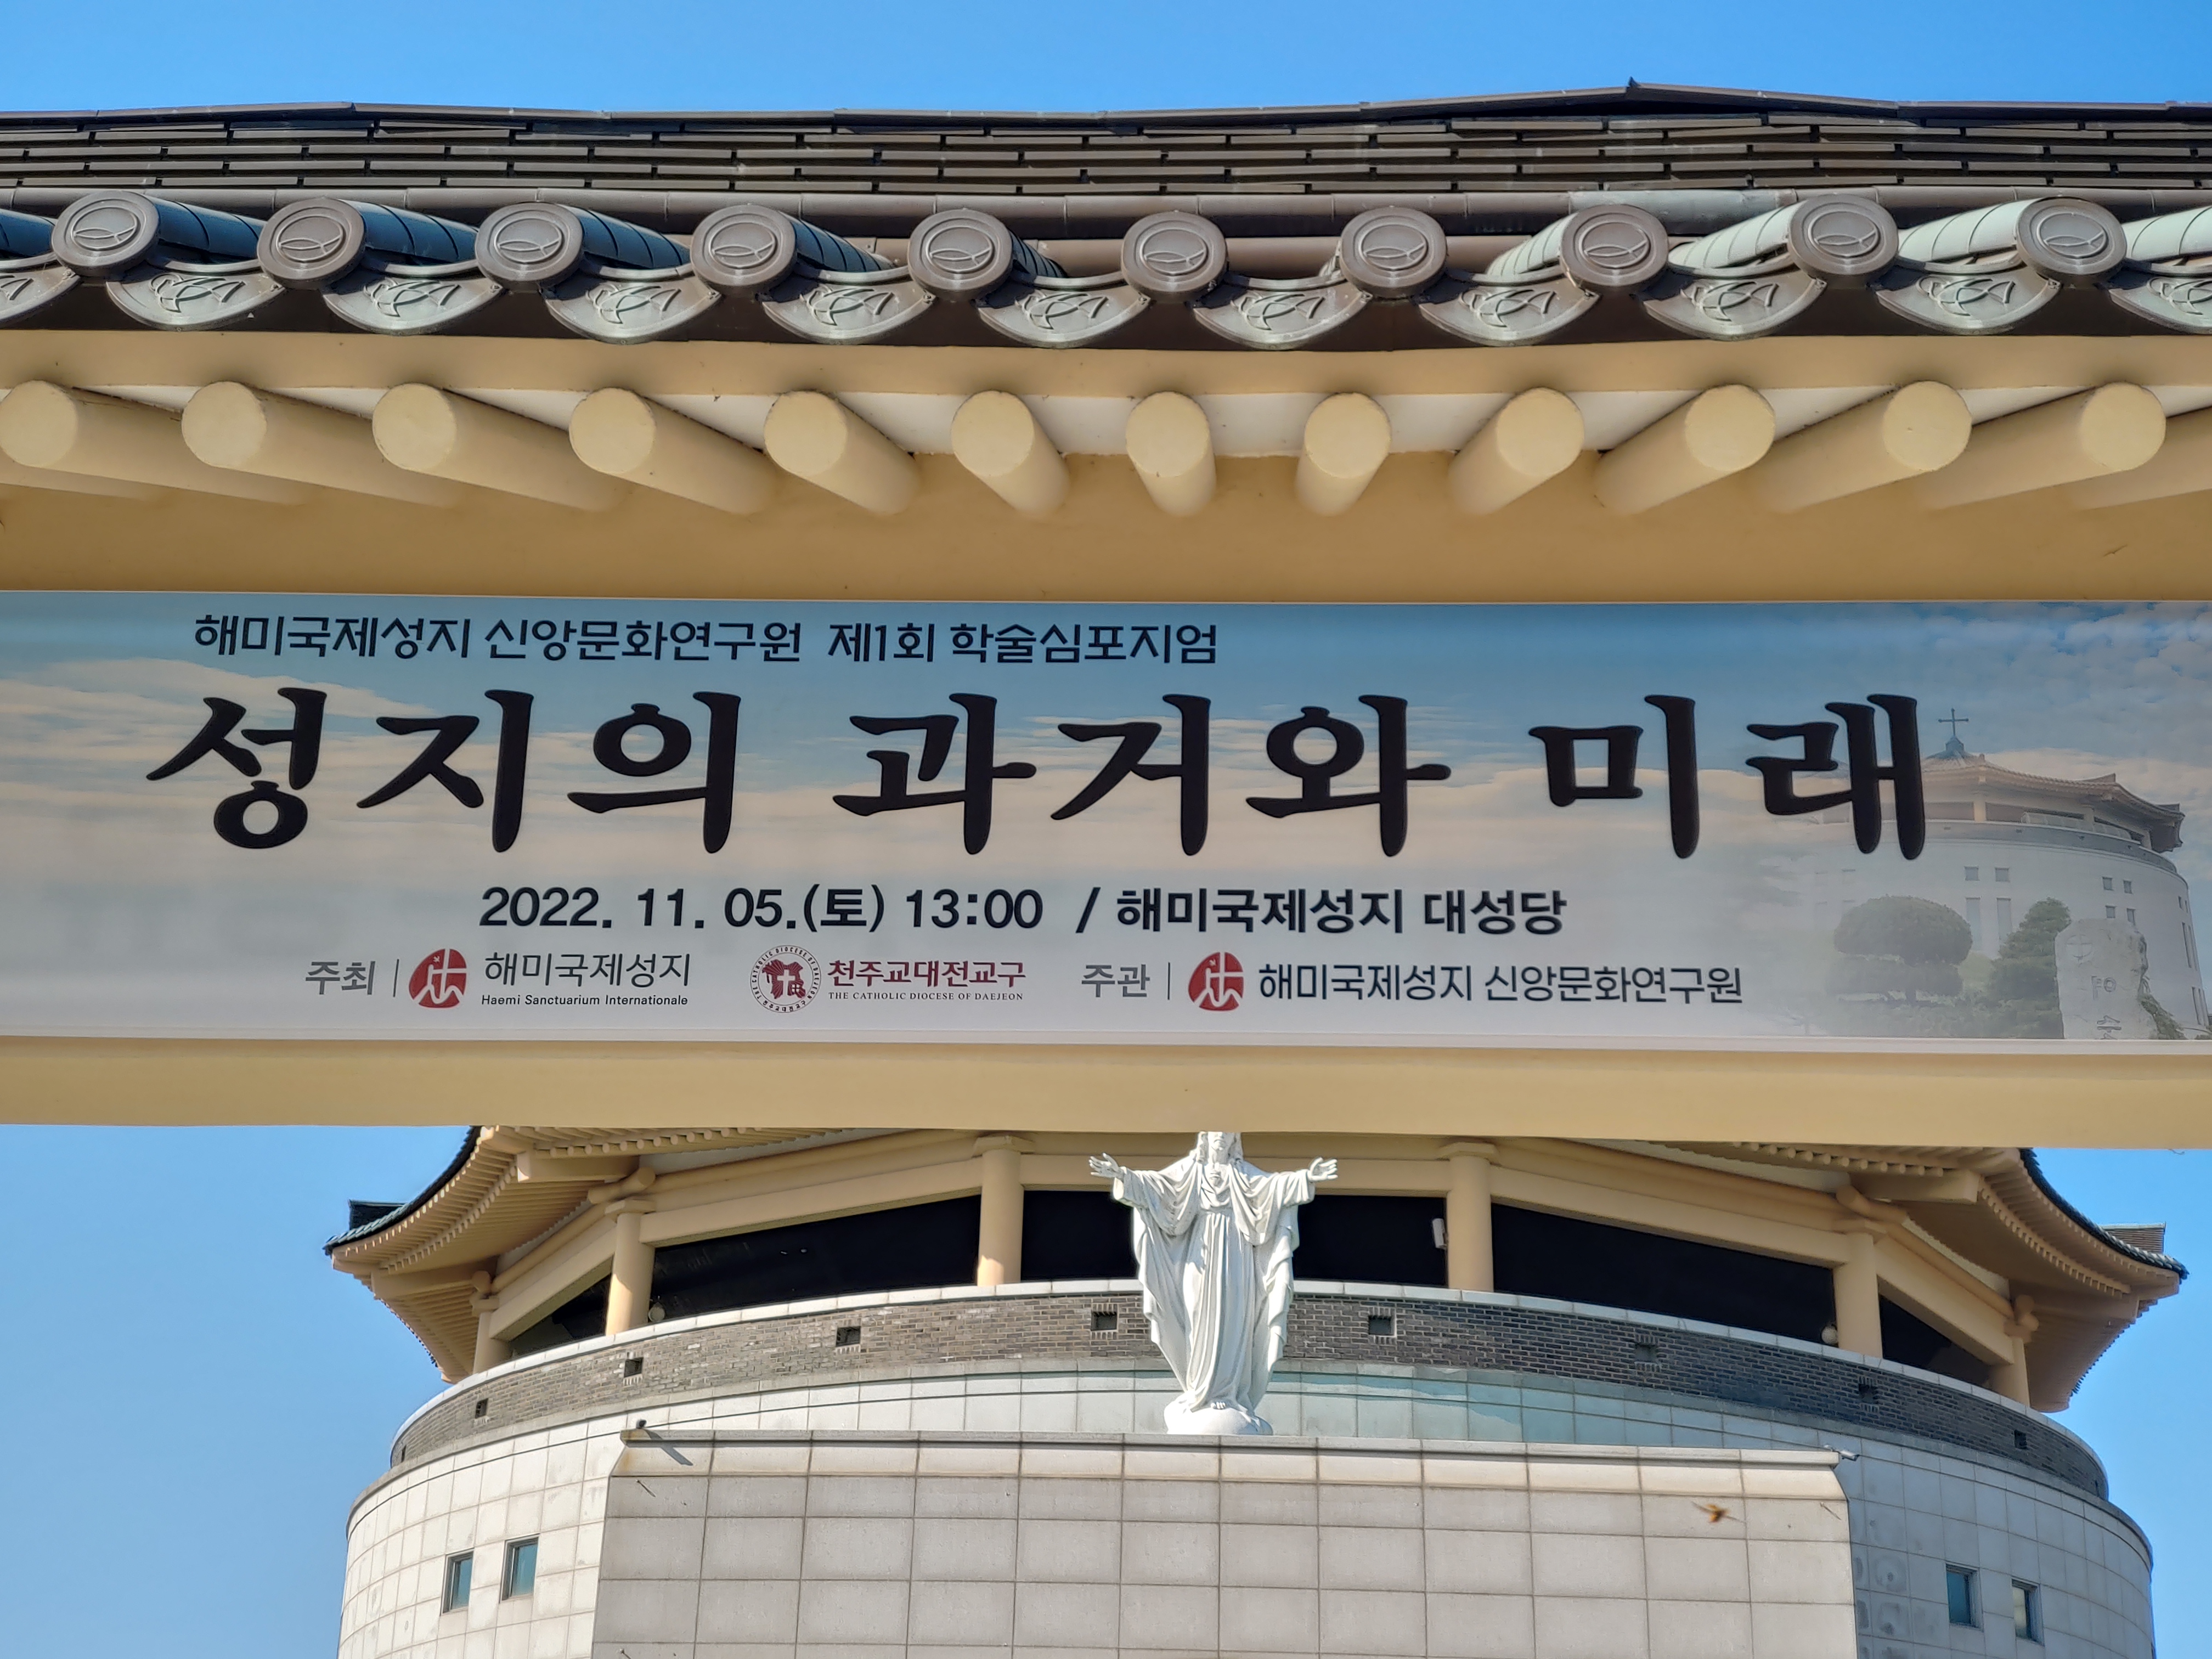 해미국제성지 신앙문화연구원 제1회 학술심포지엄
성지의 과거와 미래
2022. 11. 05.(토) 13:00 / 해미국제성지 대성당
주최 | 해미국제성지 천주교대전교구 주관 | 해미국제성지 신앙문화연구원
Haemi Sanctuarium Internationale THE CATHOLIC DIOCESE OF DAEJEON